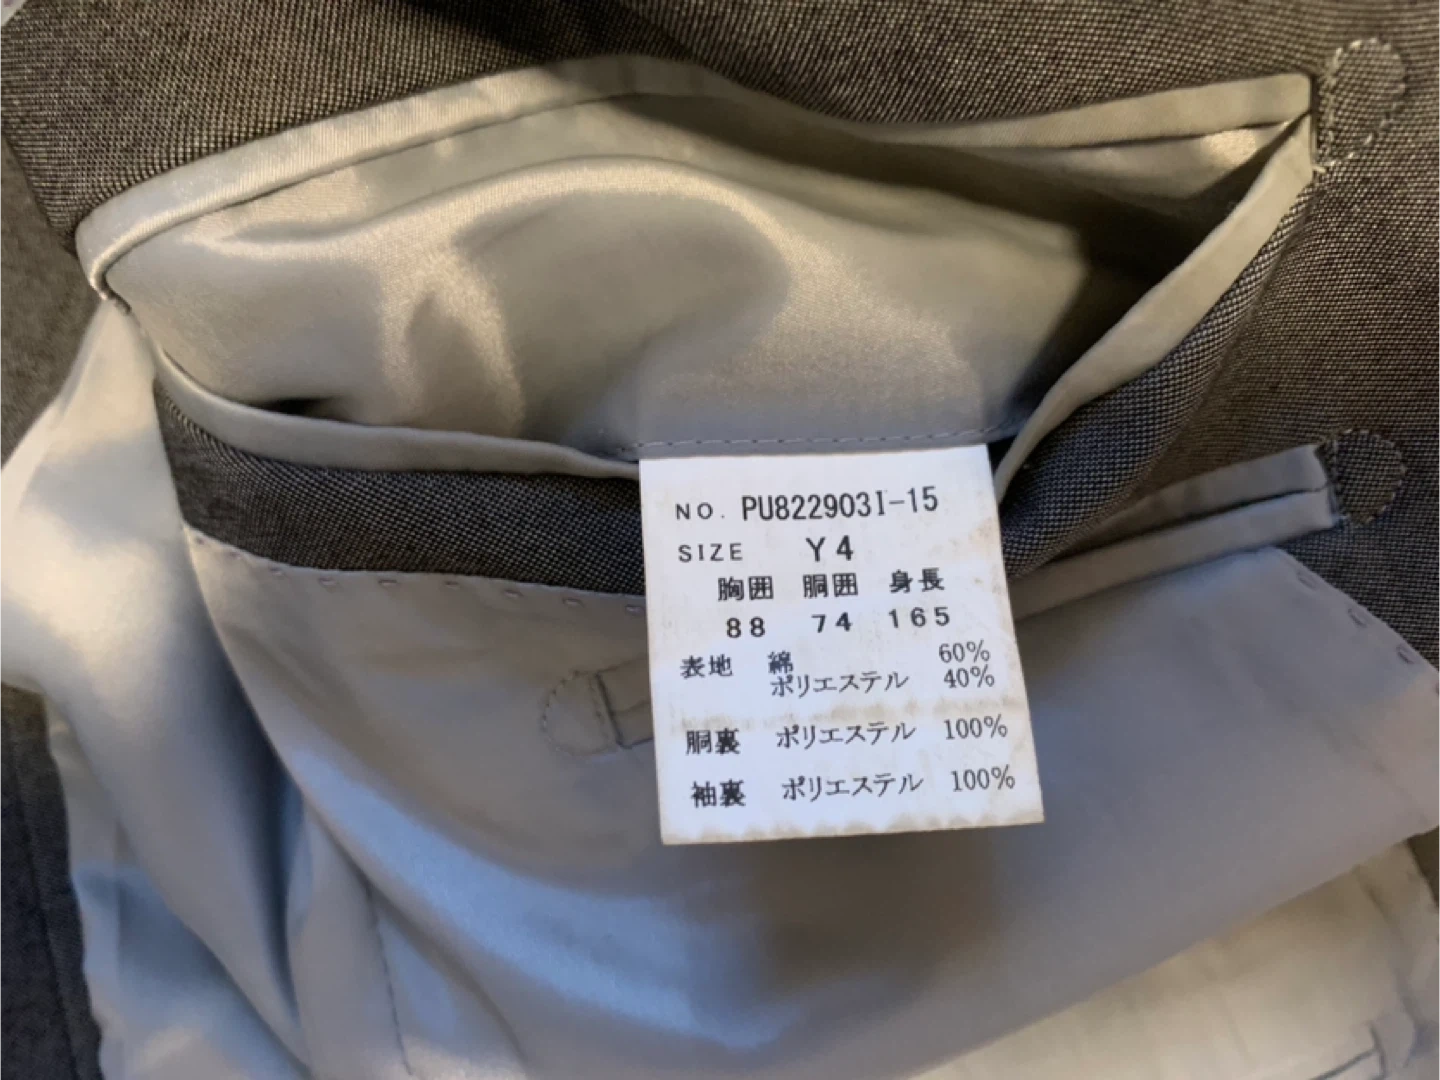 NO. PU822903I-15
SIZE Y4
胸囲 胴囲 身長
88 74 165
表地 綿 60%
ポリエステル 40%
胴裏 ポリエステル 100%
袖裏 ポリエステル 100%